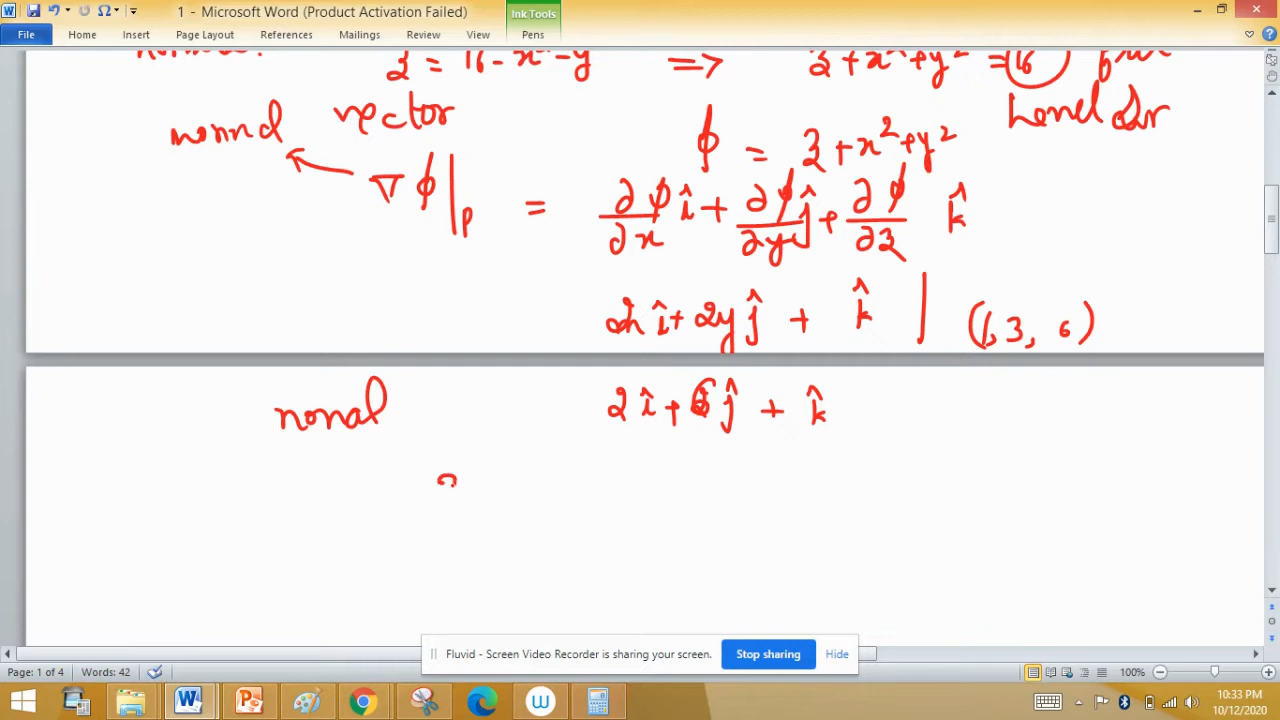 1 - Microsoft Word (Product Activation Failed)
Ink Tools
File Home Insert Page Layout References Mailings Review View Pens
z = 16 - x² - y² => z + x² + y² = 16
normal vector
φ = z + x² + y²
∇φ|p = ∂φ/∂x î + ∂φ/∂y ĵ + ∂φ/∂z k̂
2x î + 2y ĵ + k̂ | (1, 3, 6)
nonal 2 î + 6 ĵ + k̂
Fluvid - Screen Video Recorder is sharing your screen. Stop sharing Hide
Page: 1 of 4 Words: 42 100%
10:33 PM
10/12/2020